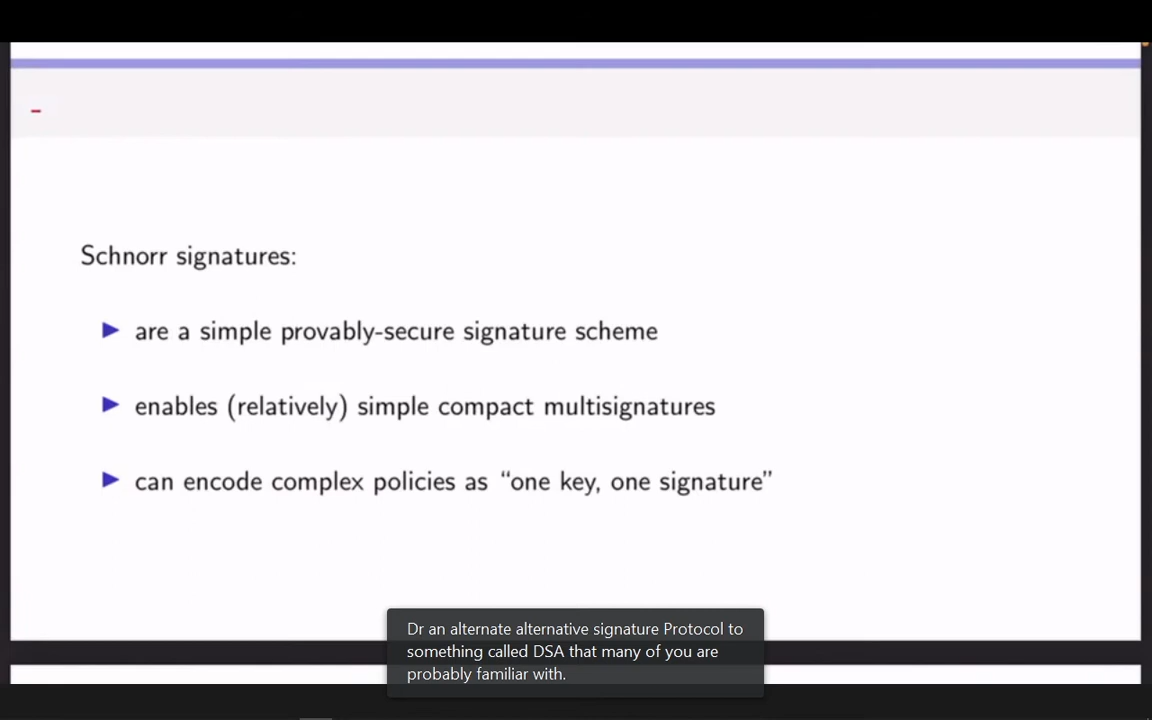 -
Schnorr signatures:
▶ are a simple provably-secure signature scheme
▶ enables (relatively) simple compact multisignatures
▶ can encode complex policies as “one key, one signature”
Dr an alternate alternative signature Protocol to
something called DSA that many of you are
probably familiar with.